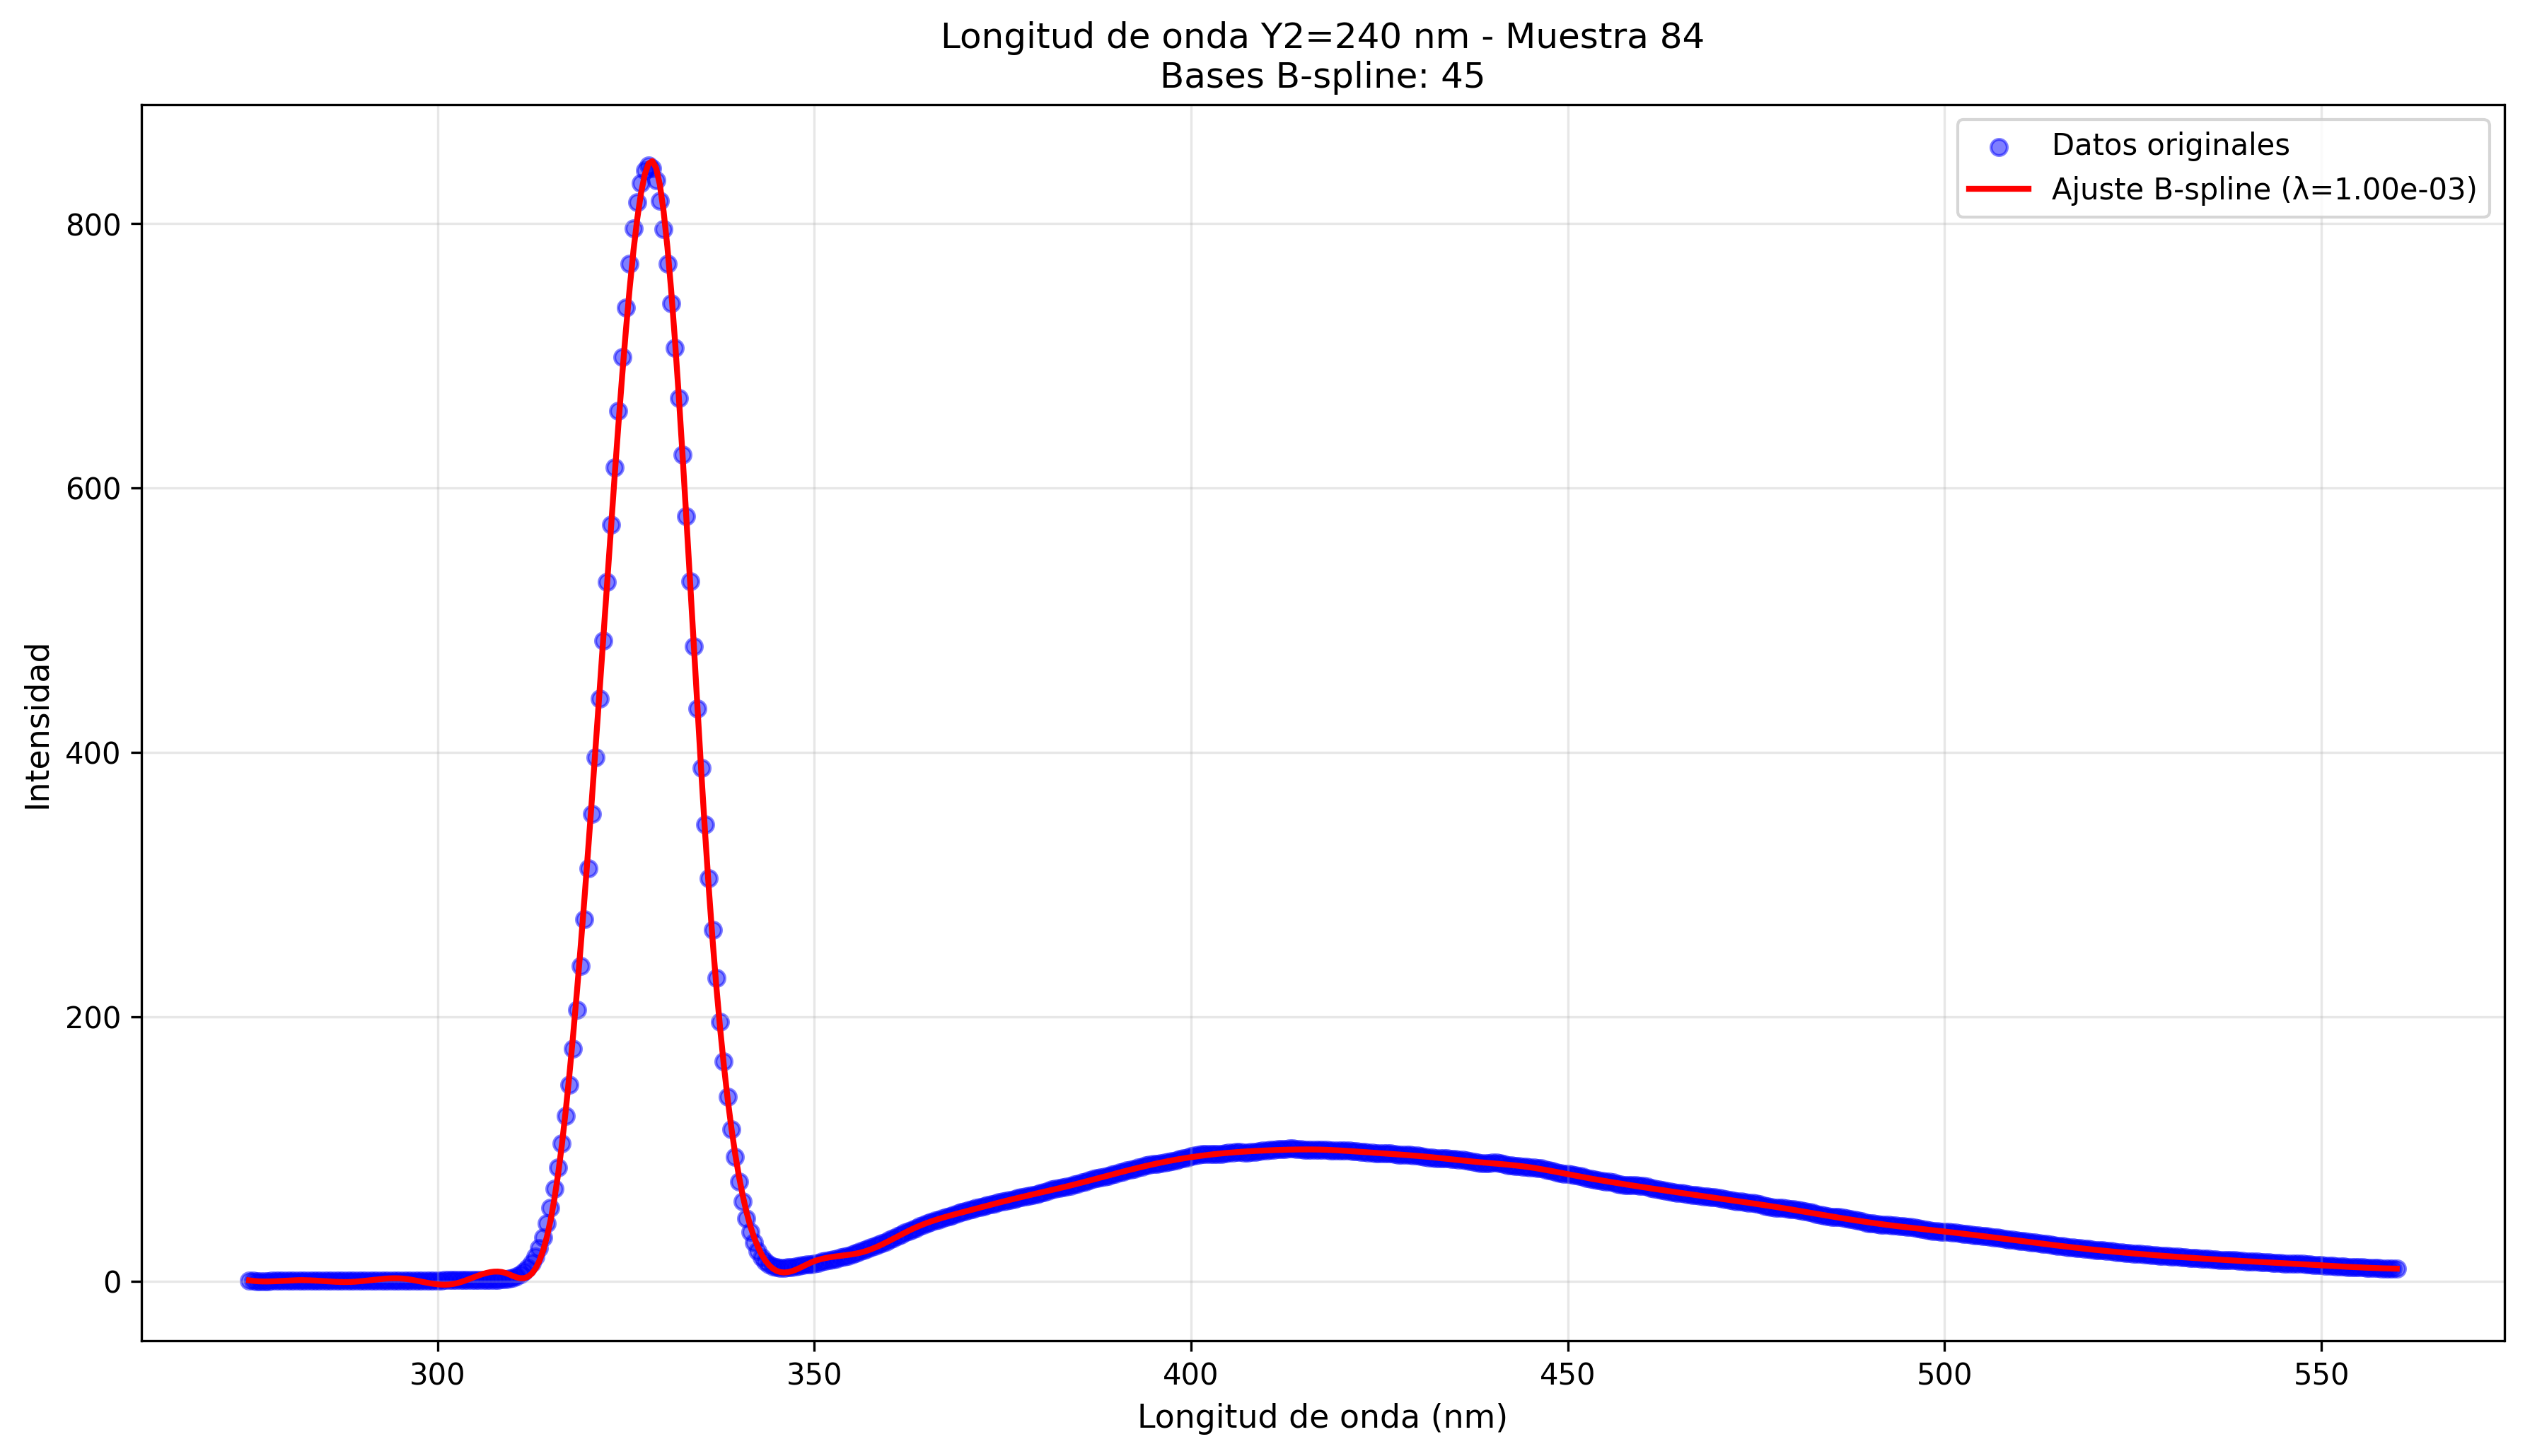 Longitud de onda Y2=240 nm - Muestra 84
Bases B-spline: 45
Datos originales
Ajuste B-spline (λ=1.00e-03)
Intensidad
800
600
400
200
0
300 350 400 450 500 550
Longitud de onda (nm)